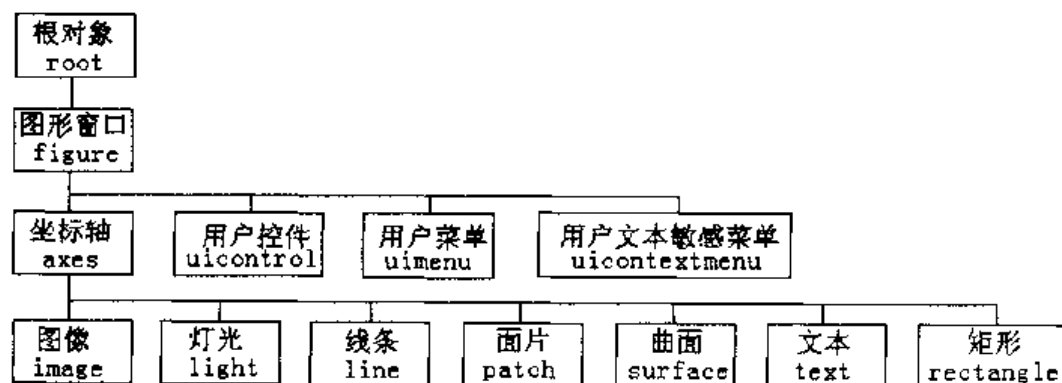 根对象
root
图形窗口
figure
坐标轴
axes
用户控件
uicontrol
用户菜单
uimenu
用户文本敏感菜单
uicontextmenu
图像
image
灯光
light
线条
line
面片
patch
曲面
surface
文本
text
矩形
rectangle